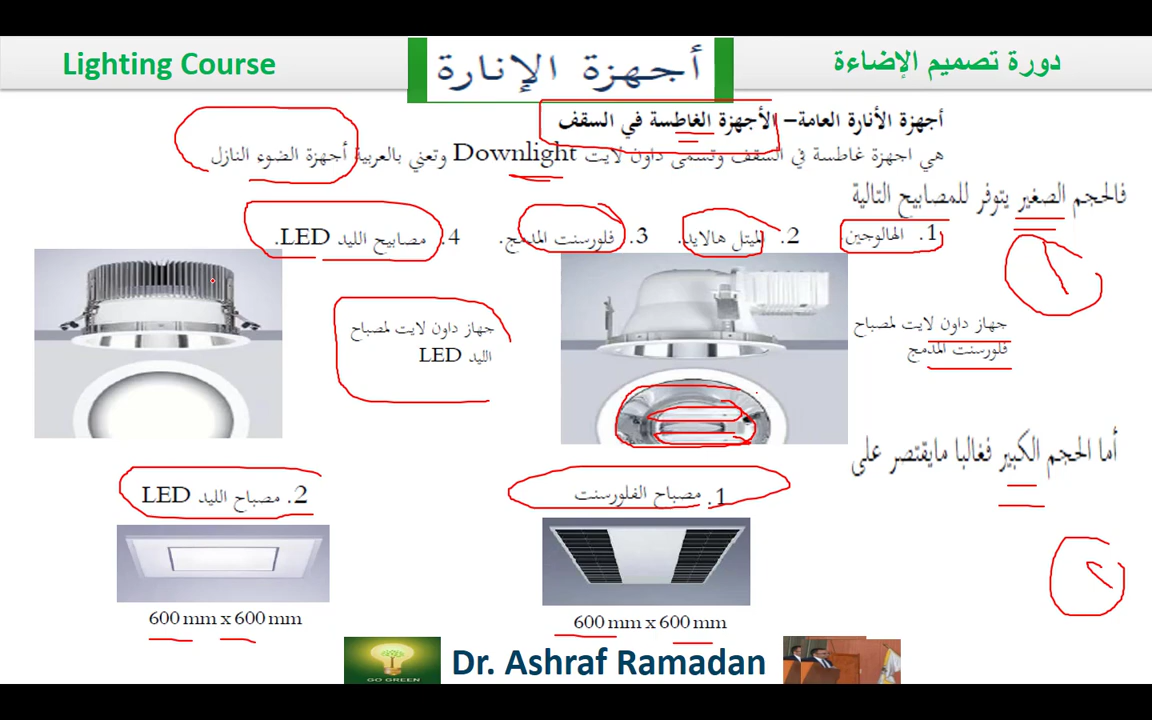 Lighting Course
أجهزة الإنارة
دورة تصميم الإضاءة
أجهزة الأنارة العامة– الأجهزة الغاطسة في السقف
هي اجهزة غاطسة في السقف وتسمى داون لايت Downlight وتعني بالعربية أجهزة الضوء النازل
فالحجم الصغير يتوفر للمصابيح التالية
1. الهالوجين
2. الميتل هالايد.
3. فلورسنت المدمج.
4. مصابيح الليد LED.
جهاز داون لايت لمصباح
فلورسنت المدمج
جهاز داون لايت لمصباح
الليد LED
أما الحجم الكبير فغالبا مايقتصر على
1. مصباح الفلورسنت
2. مصباح الليد LED
600 mm x 600 mm
600 mm x 600 mm
GO GREEN
Dr. Ashraf Ramadan